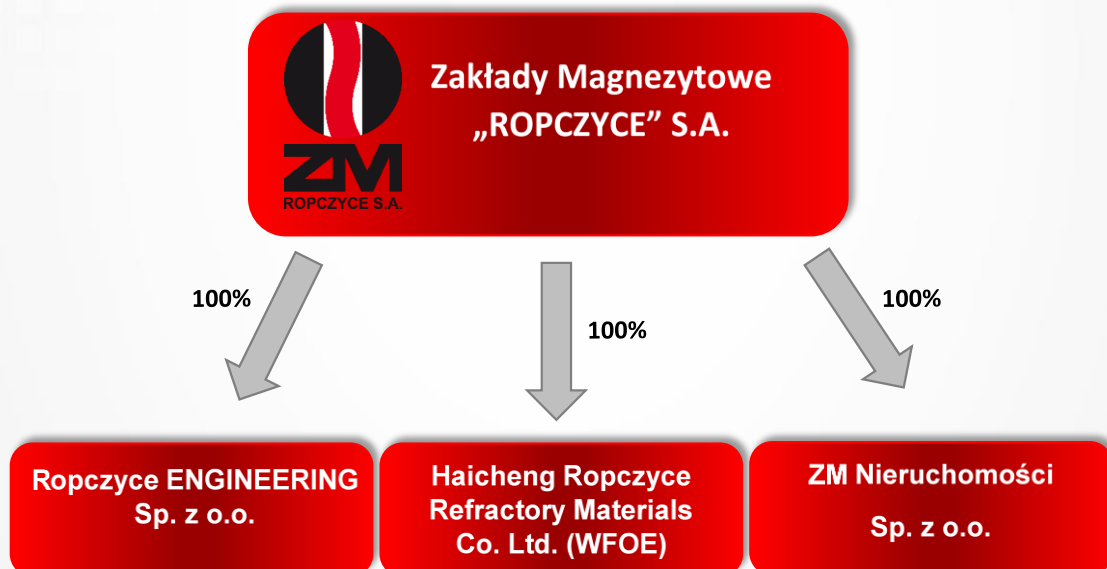 Zakłady Magnezytowe
„ROPCZYCE” S.A.
ZM
ROPCZYCE S.A.
100%
100%
100%
Ropczyce ENGINEERING
Sp. z o.o.
Haicheng Ropczyce
Refractory Materials
Co. Ltd. (WFOE)
ZM Nieruchomości
Sp. z o.o.